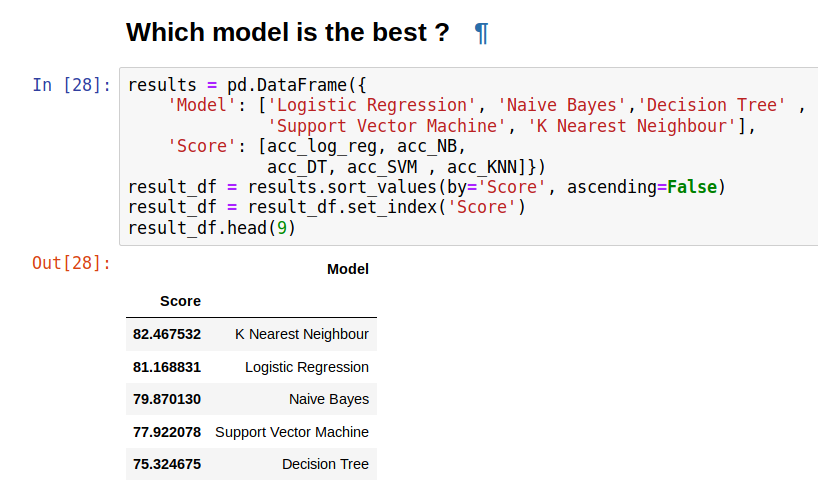 Which model is the best ? ¶
In [28]: results = pd.DataFrame({
'Model': ['Logistic Regression', 'Naive Bayes','Decision Tree' ,
'Support Vector Machine', 'K Nearest Neighbour'],
'Score': [acc_log_reg, acc_NB,
acc_DT, acc_SVM , acc_KNN]})
result_df = results.sort_values(by='Score', ascending=False)
result_df = result_df.set_index('Score')
result_df.head(9)
Out[28]:
Model
Score
82.467532 K Nearest Neighbour
81.168831 Logistic Regression
79.870130 Naive Bayes
77.922078 Support Vector Machine
75.324675 Decision Tree